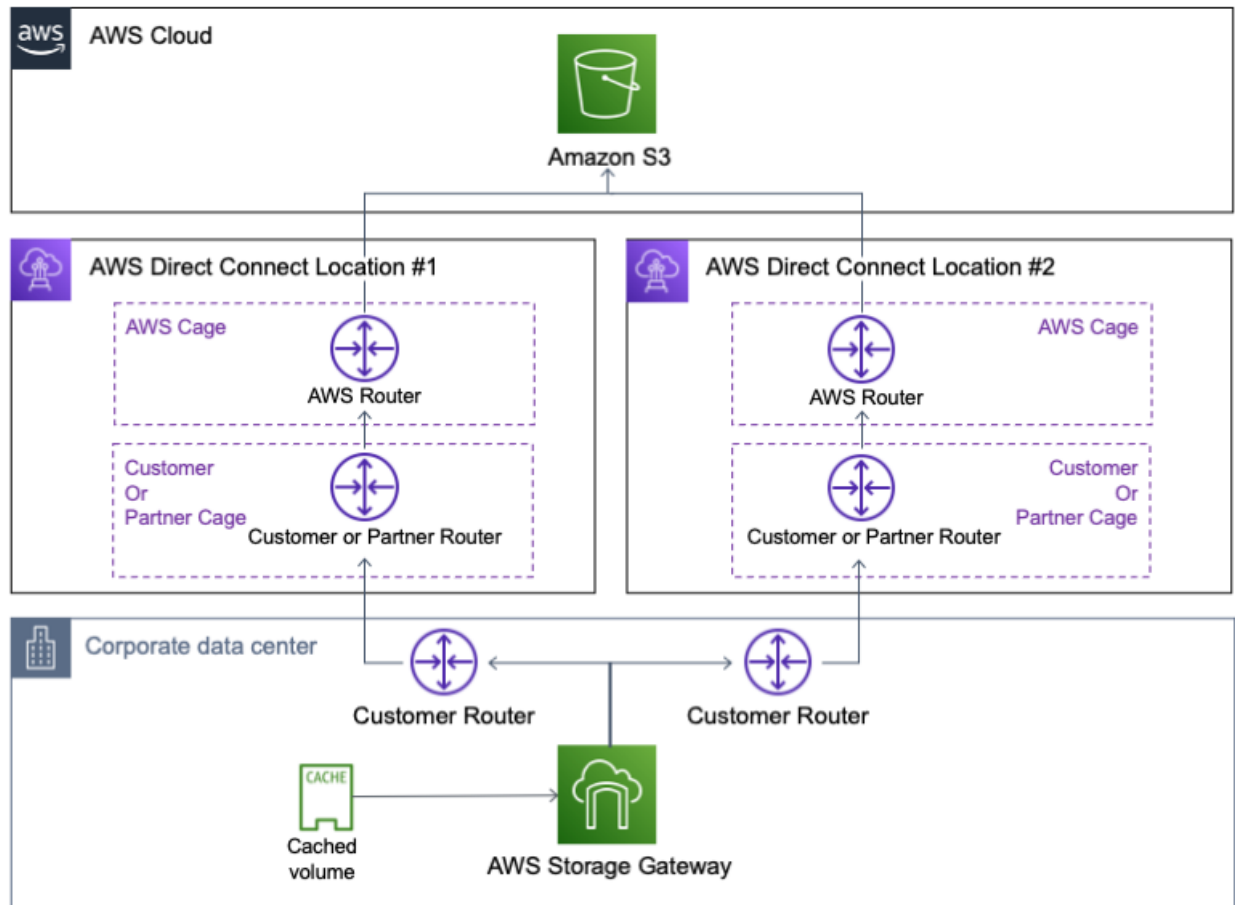 aws
AWS Cloud
Amazon S3
AWS Direct Connect Location #1
AWS Cage
AWS Router
Customer
Or
Partner Cage
Customer or Partner Router
AWS Direct Connect Location #2
AWS Cage
AWS Router
Customer
Or
Partner Cage
Customer or Partner Router
Corporate data center
Customer Router
Customer Router
CACHE
Cached
volume
AWS Storage Gateway